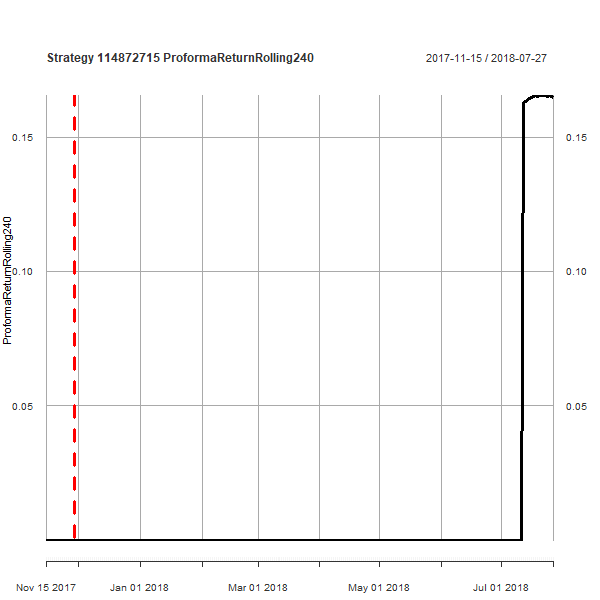 Strategy 114872715 ProformaReturnRolling240
2017-11-15 / 2018-07-27
ProformaReturnRolling240
0.15
0.15
0.10
0.10
0.05
0.05
Nov 15 2017
Jan 01 2018
Mar 01 2018
May 01 2018
Jul 01 2018